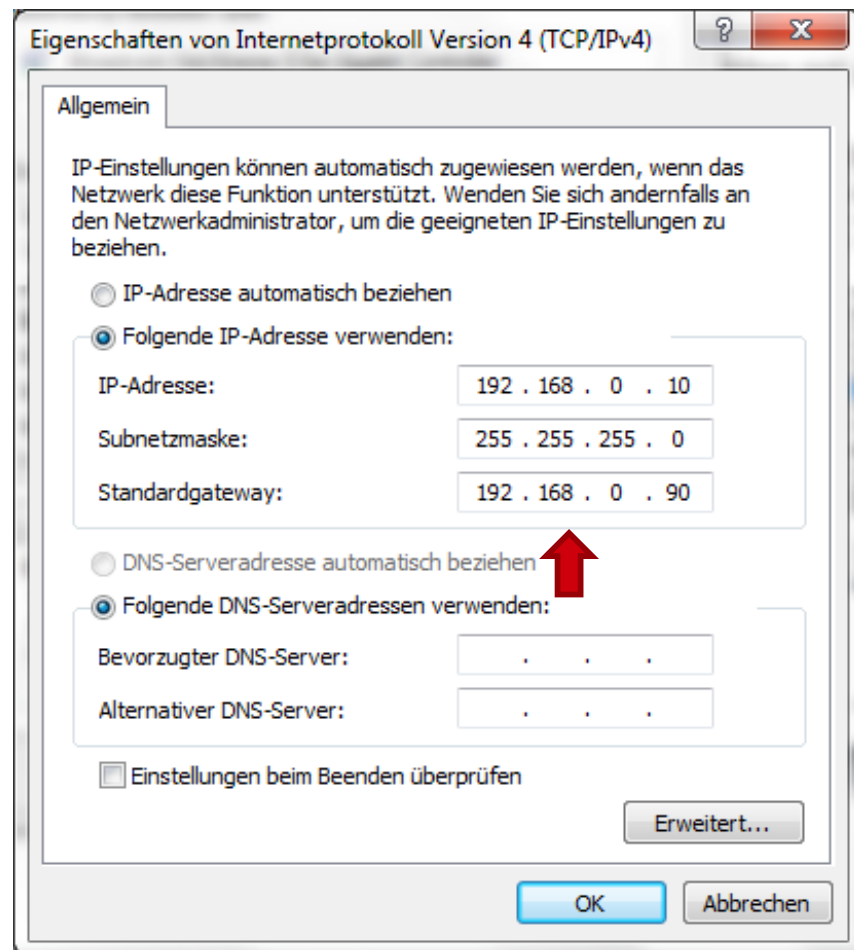 Eigenschaften von Internetprotokoll Version 4 (TCP/IPv4)
?
X
Allgemein
IP-Einstellungen können automatisch zugewiesen werden, wenn das
Netzwerk diese Funktion unterstützt. Wenden Sie sich andernfalls an
den Netzwerkadministrator, um die geeigneten IP-Einstellungen zu
beziehen.
IP-Adresse automatisch beziehen
Folgende IP-Adresse verwenden:
IP-Adresse: 192 . 168 . 0 . 10
Subnetzmaske: 255 . 255 . 255 . 0
Standardgateway: 192 . 168 . 0 . 90
DNS-Serveradresse automatisch beziehen
Folgende DNS-Serveradressen verwenden:
Bevorzugter DNS-Server: . . .
Alternativer DNS-Server: . . .
Einstellungen beim Beenden überprüfen
Erweitert...
OK Abbrechen